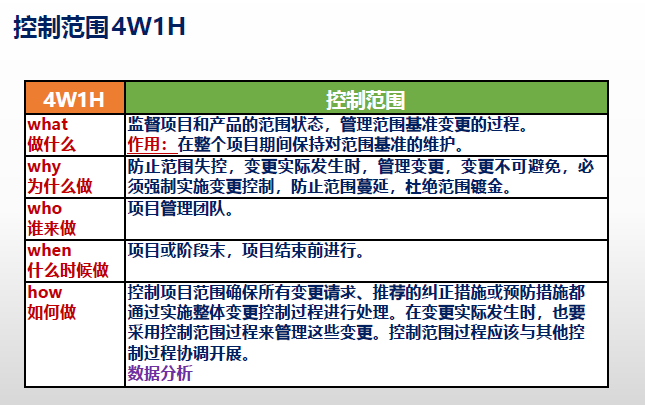 控制范围4W1H
4W1H
控制范围
what
做什么
监督项目和产品的范围状态，管理范围基准变更的过程。
作用：在整个项目期间保持对范围基准的维护。
why
为什么做
防止范围失控，变更实际发生时，管理变更，变更不可避免，必
须强制实施变更控制，防止范围蔓延，杜绝范围镀金。
who
谁来做
项目管理团队。
when
什么时候做
项目或阶段末，项目结束前进行。
how
如何做
控制项目范围确保所有变更请求、推荐的纠正措施或预防措施都
通过实施整体变更控制过程进行处理。在变更实际发生时，也要
采用控制范围过程来管理这些变更。控制范围过程应该与其他控
制过程协调开展。
数据分析